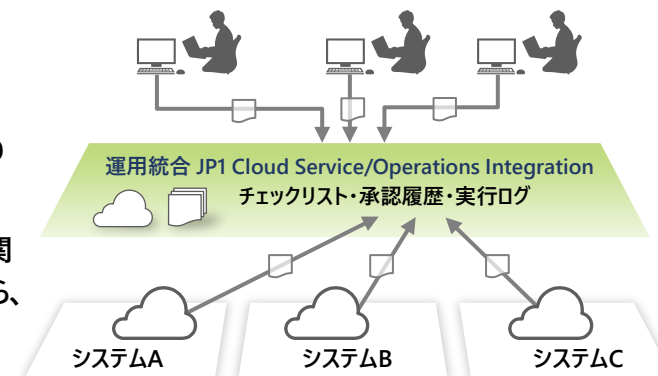 運用統合 JP1 Cloud Service/Operations Integration
チェックリスト・承認履歴・実行ログ
関
ら、
システムA
システムB
システムC